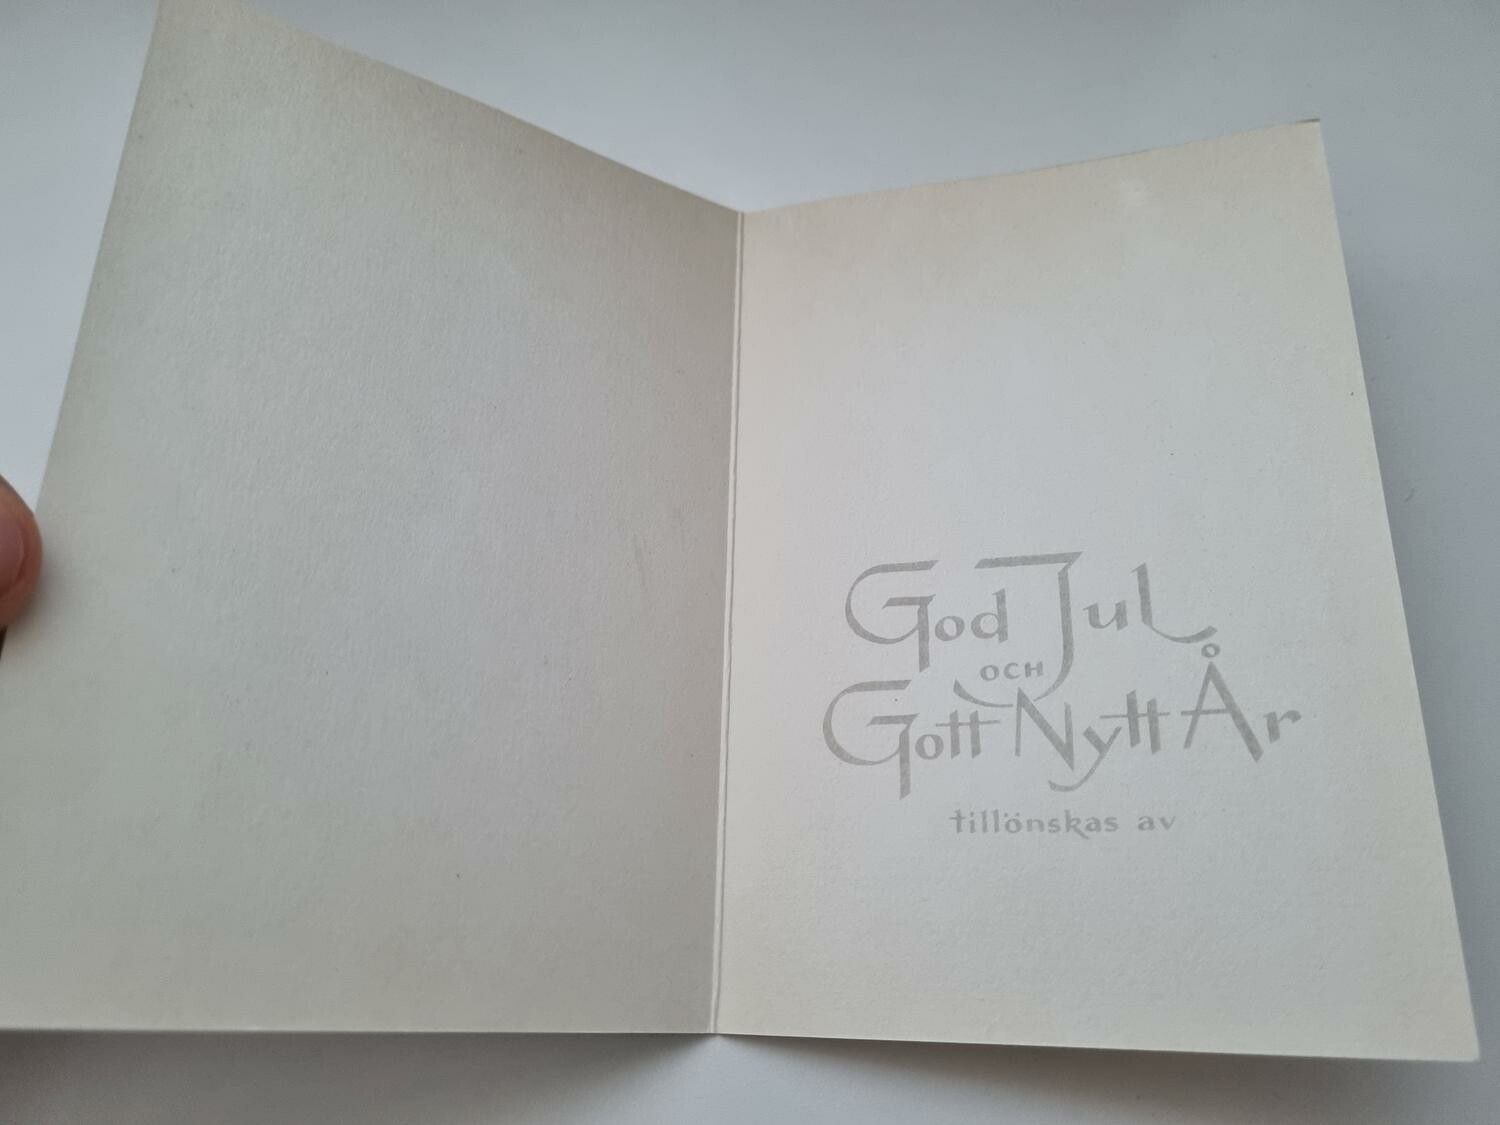 God Jul
OCH
Gott Nytt År
tillönskas av